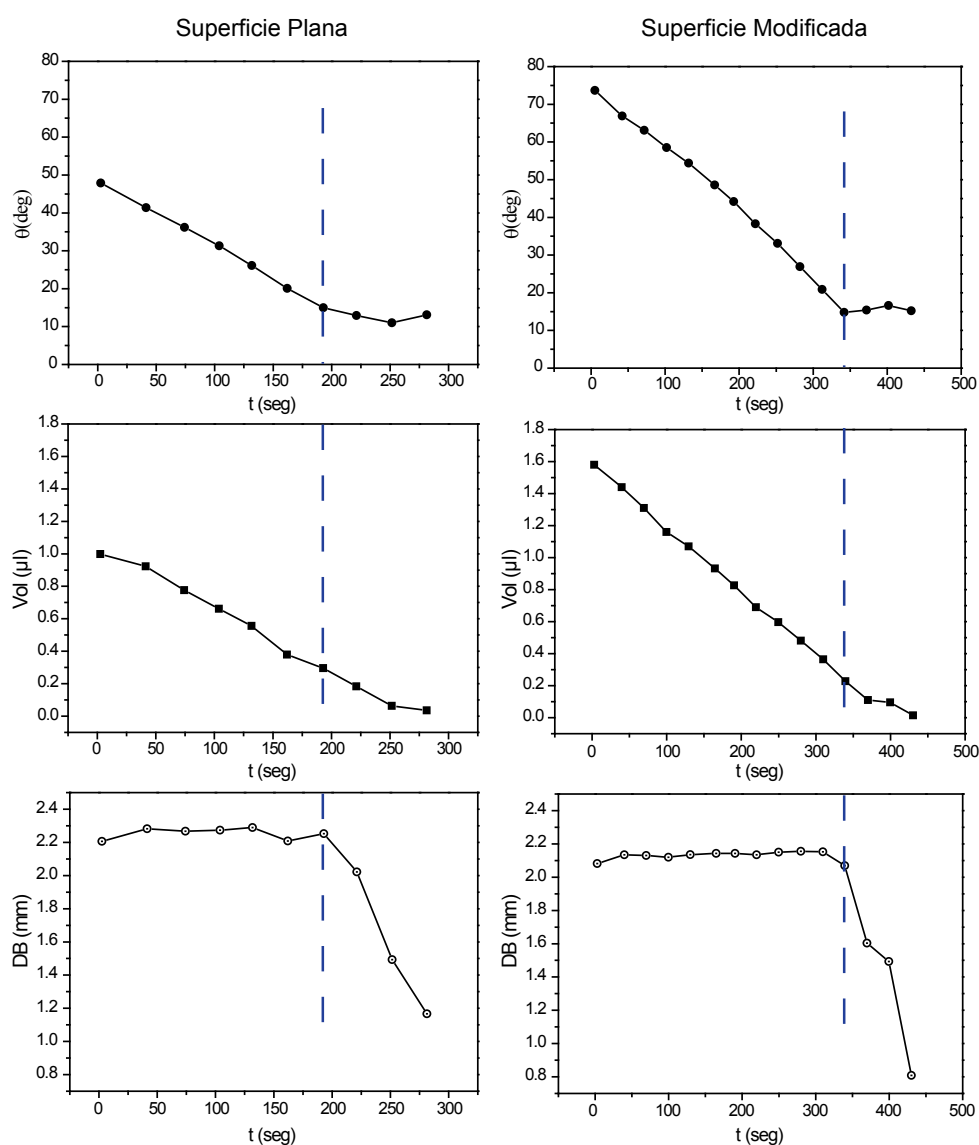 Superficie Plana
Superficie Modificada
80
70
60
50
40
30
20
10
0
θ(deg)
0 50 100 150 200 250 300
t (seg)
80
70
60
50
40
30
20
10
0
θ(deg)
0 100 200 300 400 500
t (seg)
1.8
1.6
1.4
1.2
1.0
0.8
0.6
0.4
0.2
0.0
Vol (µl)
0 50 100 150 200 250 300
t (seg)
1.8
1.6
1.4
1.2
1.0
0.8
0.6
0.4
0.2
0.0
Vol (µl)
0 100 200 300 400 500
t (seg)
2.4
2.2
2.0
1.8
1.6
1.4
1.2
1.0
0.8
DB (mm)
0 50 100 150 200 250 300
t (seg)
2.4
2.2
2.0
1.8
1.6
1.4
1.2
1.0
0.8
DB (mm)
0 100 200 300 400 500
t (seg)